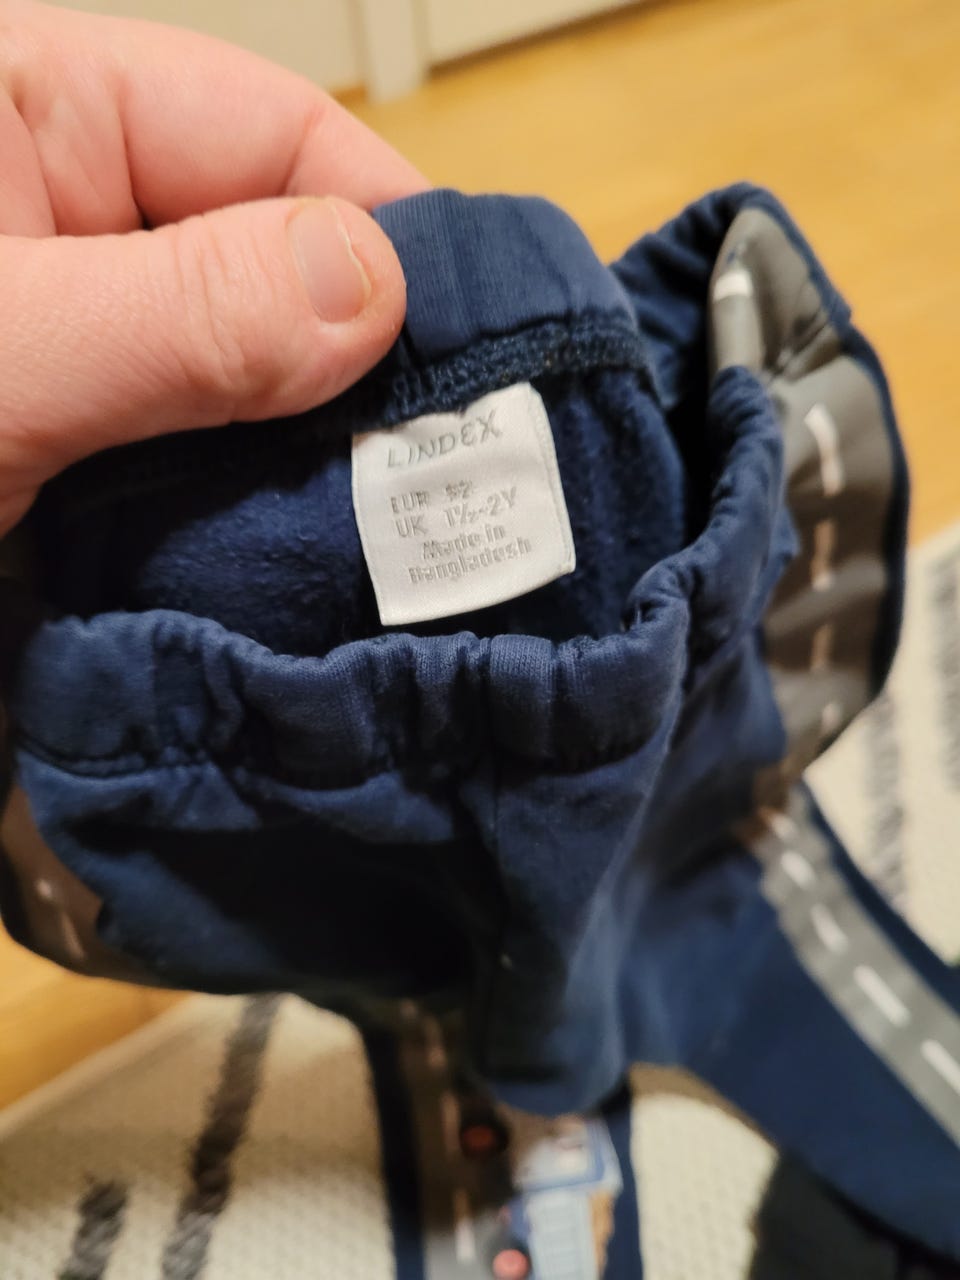 LINDEX
EUR 92
UK 1½-2Y
Made in
Bangladesh